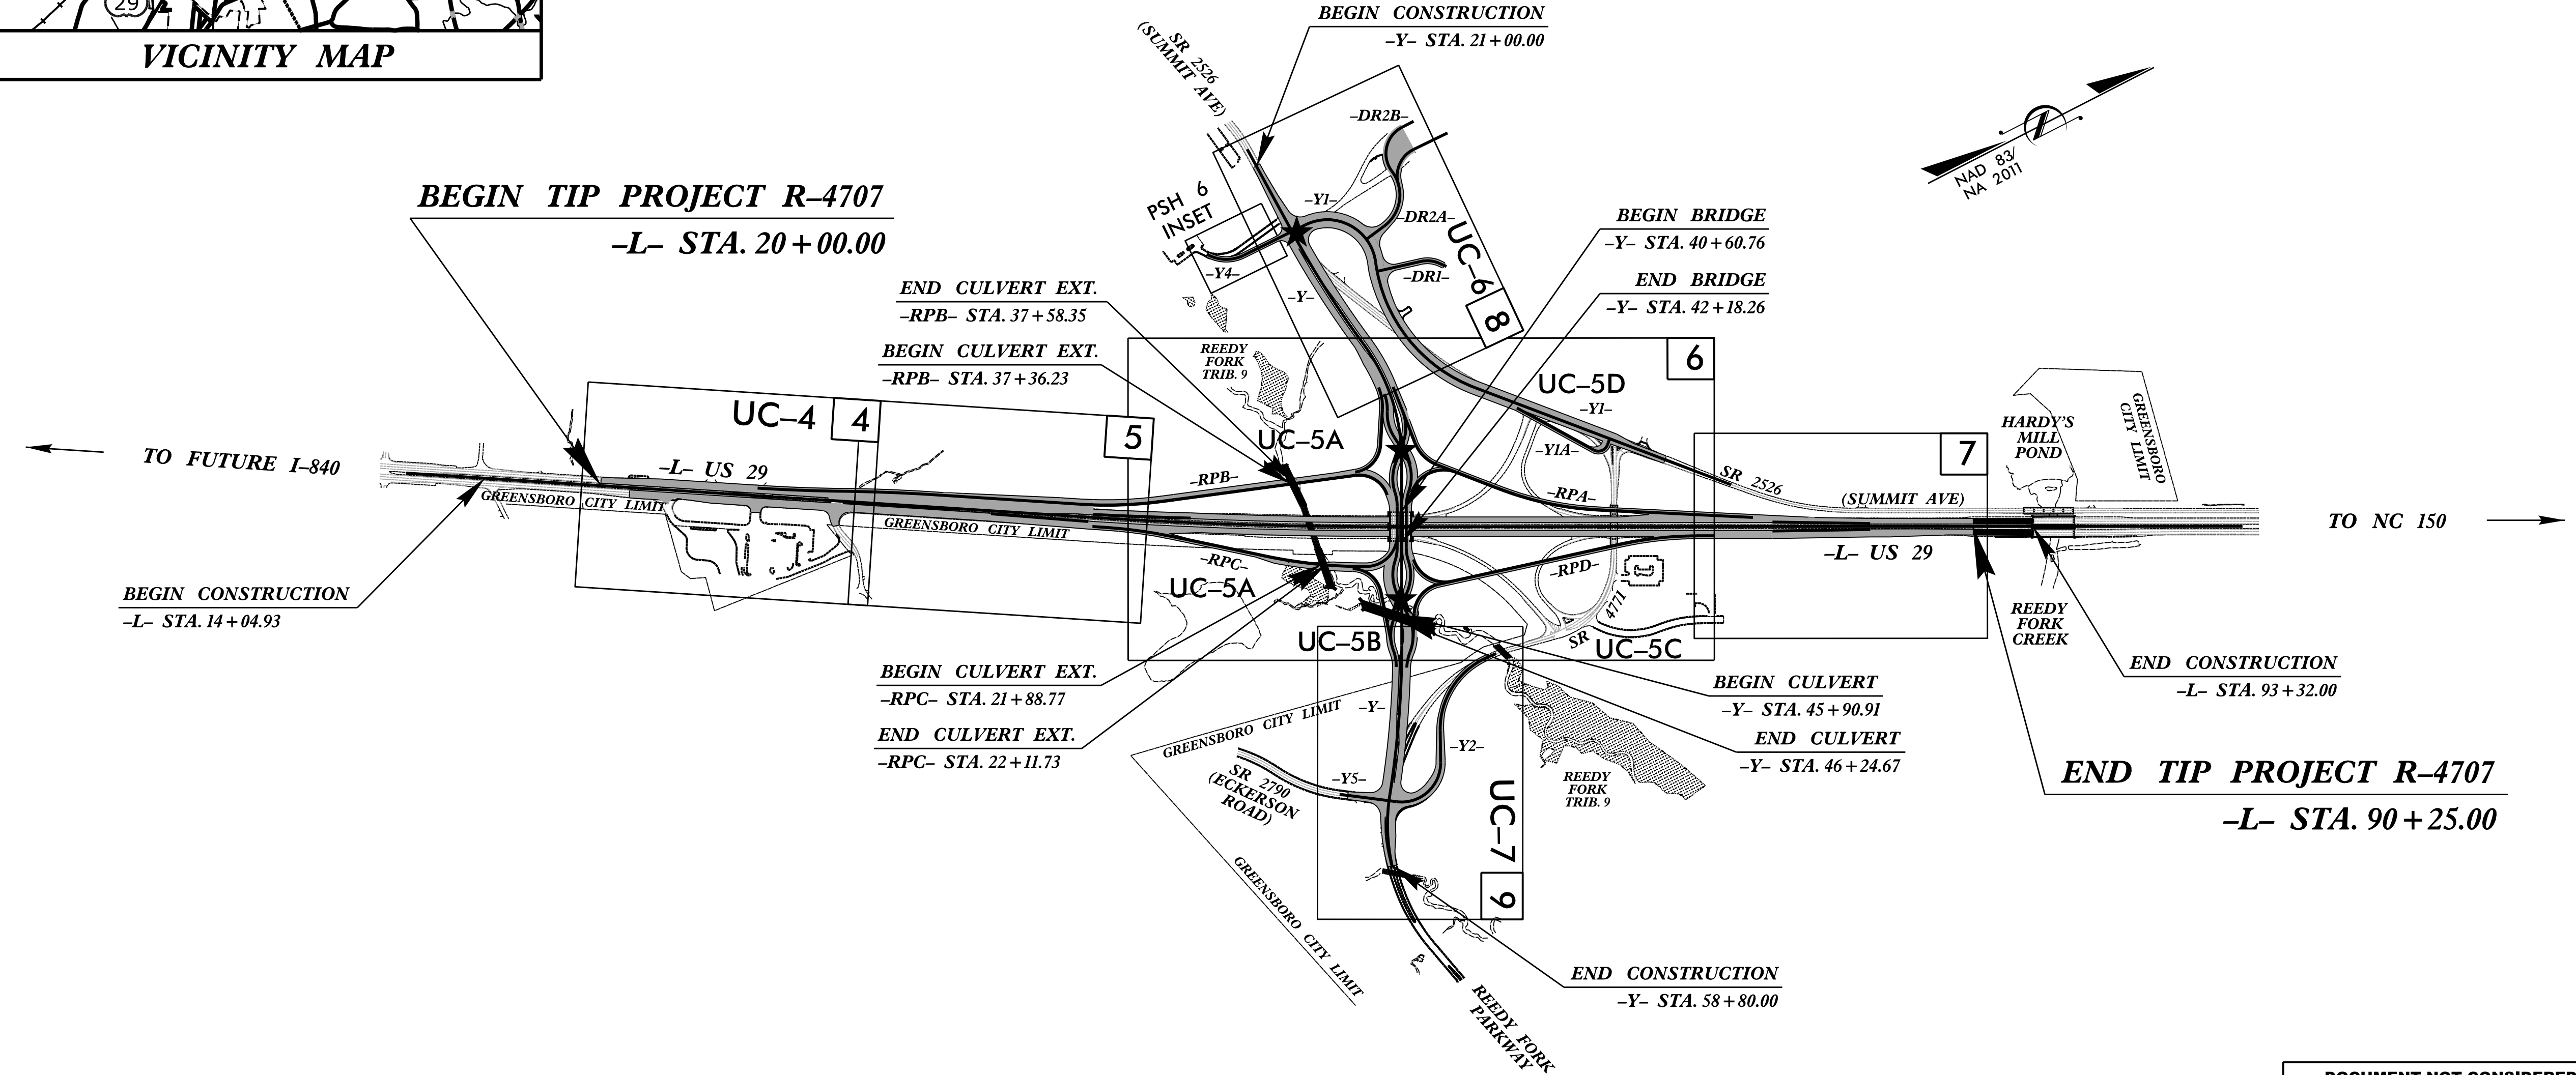 29
VICINITY MAP
BEGIN CONSTRUCTION
–Y– STA. 21+00.00
SR 2526
(SUMMIT AVE)
NAD 83/
NA 2011
BEGIN TIP PROJECT R–4707
–L– STA. 20+00.00
PSH 6
INSET
–Y4–
–Y1–
–DR2B–
–DR2A–
–DR1–
–Y–
UC–6
8
BEGIN BRIDGE
–Y– STA. 40+60.76
END BRIDGE
–Y– STA. 42+18.26
END CULVERT EXT.
–RPB– STA. 37+58.35
BEGIN CULVERT EXT.
–RPB– STA. 37+36.23
REEDY
FORK
TRIB. 9
6
UC–5D
–Y1–
–Y1A–
UC–4
4
5
UC–5A
7
HARDY'S
MILL
POND
GREENSBORO
CITY LIMIT
TO FUTURE I–840
–L– US 29
GREENSBORO CITY LIMIT
GREENSBORO CITY LIMIT
–RPB–
–RPA–
SR 2526
(SUMMIT AVE)
TO NC 150
–L– US 29
–RPC–
–RPD–
UC–5A
SR 4771
BEGIN CONSTRUCTION
–L– STA. 14+04.93
UC–5B
UC–5C
REEDY
FORK
CREEK
END CONSTRUCTION
–L– STA. 93+32.00
BEGIN CULVERT EXT.
–RPC– STA. 21+88.77
END CULVERT EXT.
–RPC– STA. 22+11.73
BEGIN CULVERT
–Y– STA. 45+90.91
END CULVERT
–Y– STA. 46+24.67
GREENSBORO CITY LIMIT
–Y–
–Y2–
–Y5–
SR 2790
(ECKERSON
ROAD)
UC–7
9
REEDY
FORK
TRIB. 9
END TIP PROJECT R–4707
–L– STA. 90+25.00
GREENSBORO CITY LIMIT
END CONSTRUCTION
–Y– STA. 58+80.00
REEDY FORK
PARKWAY
DOCUMENT NOT CONSIDERED